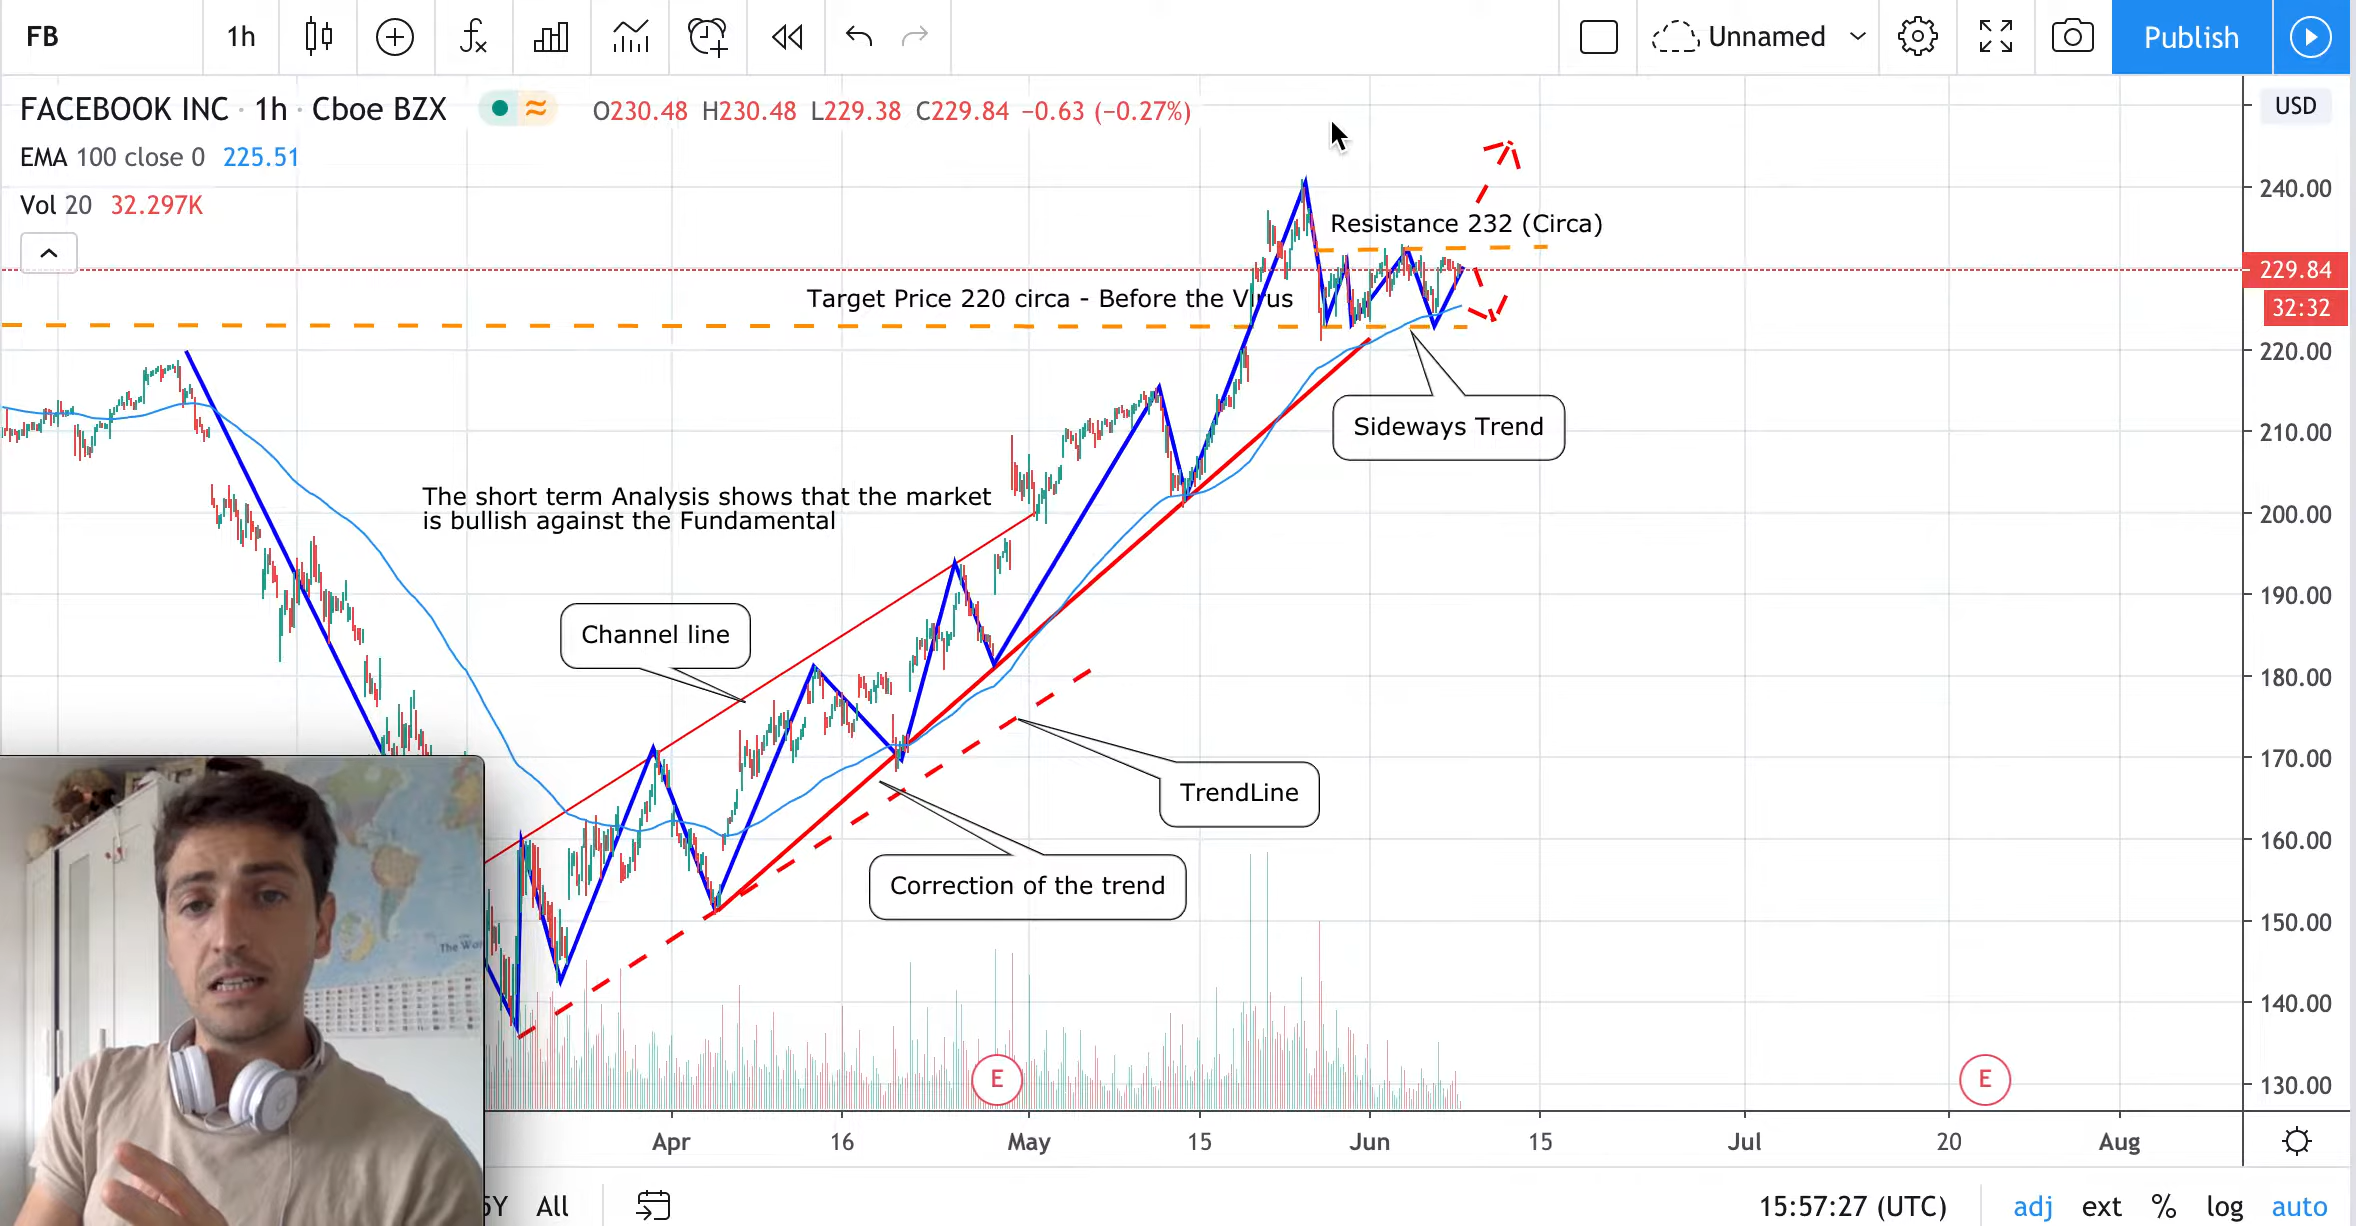 FB
1h
Unnamed
Publish
FACEBOOK INC · 1h · Cboe BZX
O230.48 H230.48 L229.38 C229.84 −0.63 (−0.27%)
USD
EMA 100 close 0 225.51
Vol 20 32.297K
240.00
Resistance 232 (Circa)
229.84
Target Price 220 circa - Before the Virus
32:32
220.00
Sideways Trend
210.00
The short term Analysis shows that the market
is bullish against the Fundamental
200.00
190.00
Channel line
180.00
170.00
TrendLine
160.00
Correction of the trend
150.00
The Wor
140.00
E
E
130.00
Apr 16 May 15 Jun 15 Jul 20 Aug
5Y All
15:57:27 (UTC)
adj ext % log auto